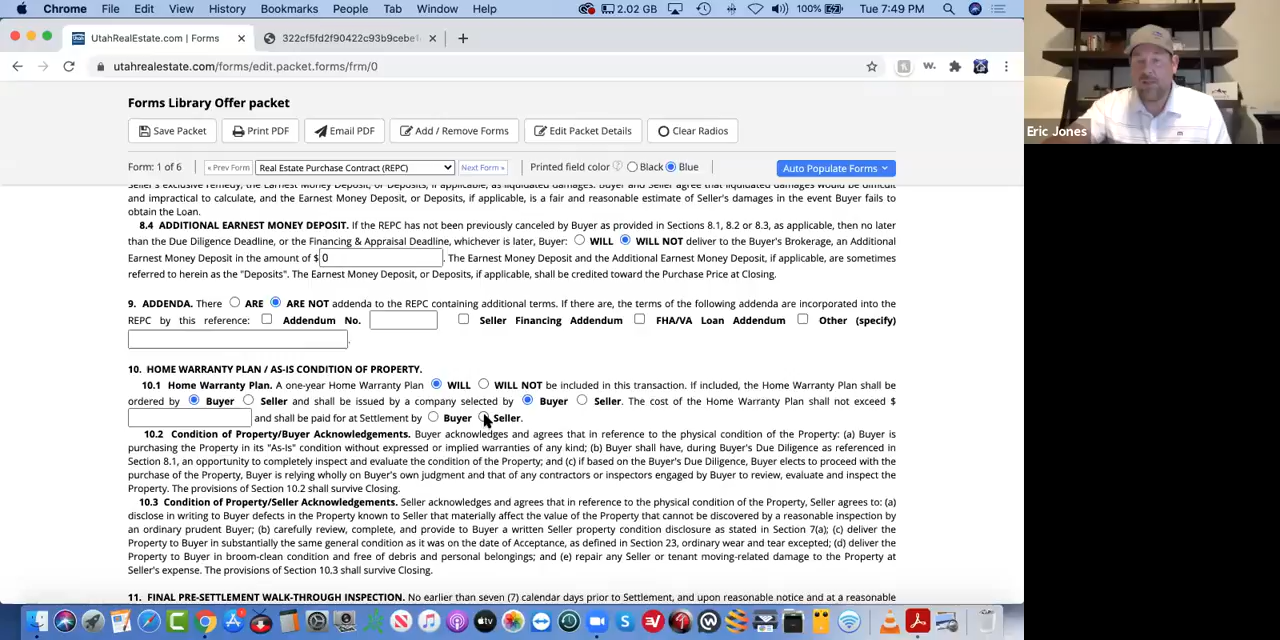 Chrome File Edit View History Bookmarks People Tab Window Help 2.02 GB 100% Tue 7:49 PM
UtahRealEstate.com | Forms × 322cf5fd2f90422c93b9cebe × +
utahrealestate.com/forms/edit.packet.forms/frm/0
Eric Jones
Forms Library Offer packet
Save Packet Print PDF Email PDF Add / Remove Forms Edit Packet Details Clear Radios
Form: 1 of 6 « Prev Form Real Estate Purchase Contract (REPC) Next Form » Printed field color Black Blue Auto Populate Forms
Seller's exclusive remedy, the Earnest Money Deposit, or Deposits, if applicable, as liquidated damages. Buyer and Seller agree that liquidated damages would be difficult
and impractical to calculate, and the Earnest Money Deposit, or Deposits, if applicable, is a fair and reasonable estimate of Seller's damages in the event Buyer fails to
obtain the Loan.
8.4 ADDITIONAL EARNEST MONEY DEPOSIT. If the REPC has not been previously canceled by Buyer as provided in Sections 8.1, 8.2 or 8.3, as applicable, then no later
than the Due Diligence Deadline, or the Financing & Appraisal Deadline, whichever is later, Buyer: WILL WILL NOT deliver to the Buyer's Brokerage, an Additional
Earnest Money Deposit in the amount of $ 0 . The Earnest Money Deposit and the Additional Earnest Money Deposit, if applicable, are sometimes
referred to herein as the "Deposits". The Earnest Money Deposit, or Deposits, if applicable, shall be credited toward the Purchase Price at Closing.
9. ADDENDA. There ARE ARE NOT addenda to the REPC containing additional terms. If there are, the terms of the following addenda are incorporated into the
REPC by this reference: Addendum No. Seller Financing Addendum FHA/VA Loan Addendum Other (specify)
.
10. HOME WARRANTY PLAN / AS-IS CONDITION OF PROPERTY.
10.1 Home Warranty Plan. A one-year Home Warranty Plan WILL WILL NOT be included in this transaction. If included, the Home Warranty Plan shall be
ordered by Buyer Seller and shall be issued by a company selected by Buyer Seller. The cost of the Home Warranty Plan shall not exceed $
and shall be paid for at Settlement by Buyer Seller.
10.2 Condition of Property/Buyer Acknowledgements. Buyer acknowledges and agrees that in reference to the physical condition of the Property: (a) Buyer is
purchasing the Property in its "As-Is" condition without expressed or implied warranties of any kind; (b) Buyer shall have, during Buyer's Due Diligence as referenced in
Section 8.1, an opportunity to completely inspect and evaluate the condition of the Property; and (c) if based on the Buyer's Due Diligence, Buyer elects to proceed with the
purchase of the Property, Buyer is relying wholly on Buyer's own judgment and that of any contractors or inspectors engaged by Buyer to review, evaluate and inspect the
Property. The provisions of Section 10.2 shall survive Closing.
10.3 Condition of Property/Seller Acknowledgements. Seller acknowledges and agrees that in reference to the physical condition of the Property, Seller agrees to: (a)
disclose in writing to Buyer defects in the Property known to Seller that materially affect the value of the Property that cannot be discovered by a reasonable inspection by
an ordinary prudent Buyer; (b) carefully review, complete, and provide to Buyer a written Seller property condition disclosure as stated in Section 7(a); (c) deliver the
Property to Buyer in substantially the same general condition as it was on the date of Acceptance, as defined in Section 23, ordinary wear and tear excepted; (d) deliver the
Property to Buyer in broom-clean condition and free of debris and personal belongings; and (e) repair any Seller or tenant moving-related damage to the Property at
Seller's expense. The provisions of Section 10.3 shall survive Closing.
11. FINAL PRE-SETTLEMENT WALK-THROUGH INSPECTION. No earlier than seven (7) calendar days prior to Settlement, and upon reasonable notice and at a reasonable